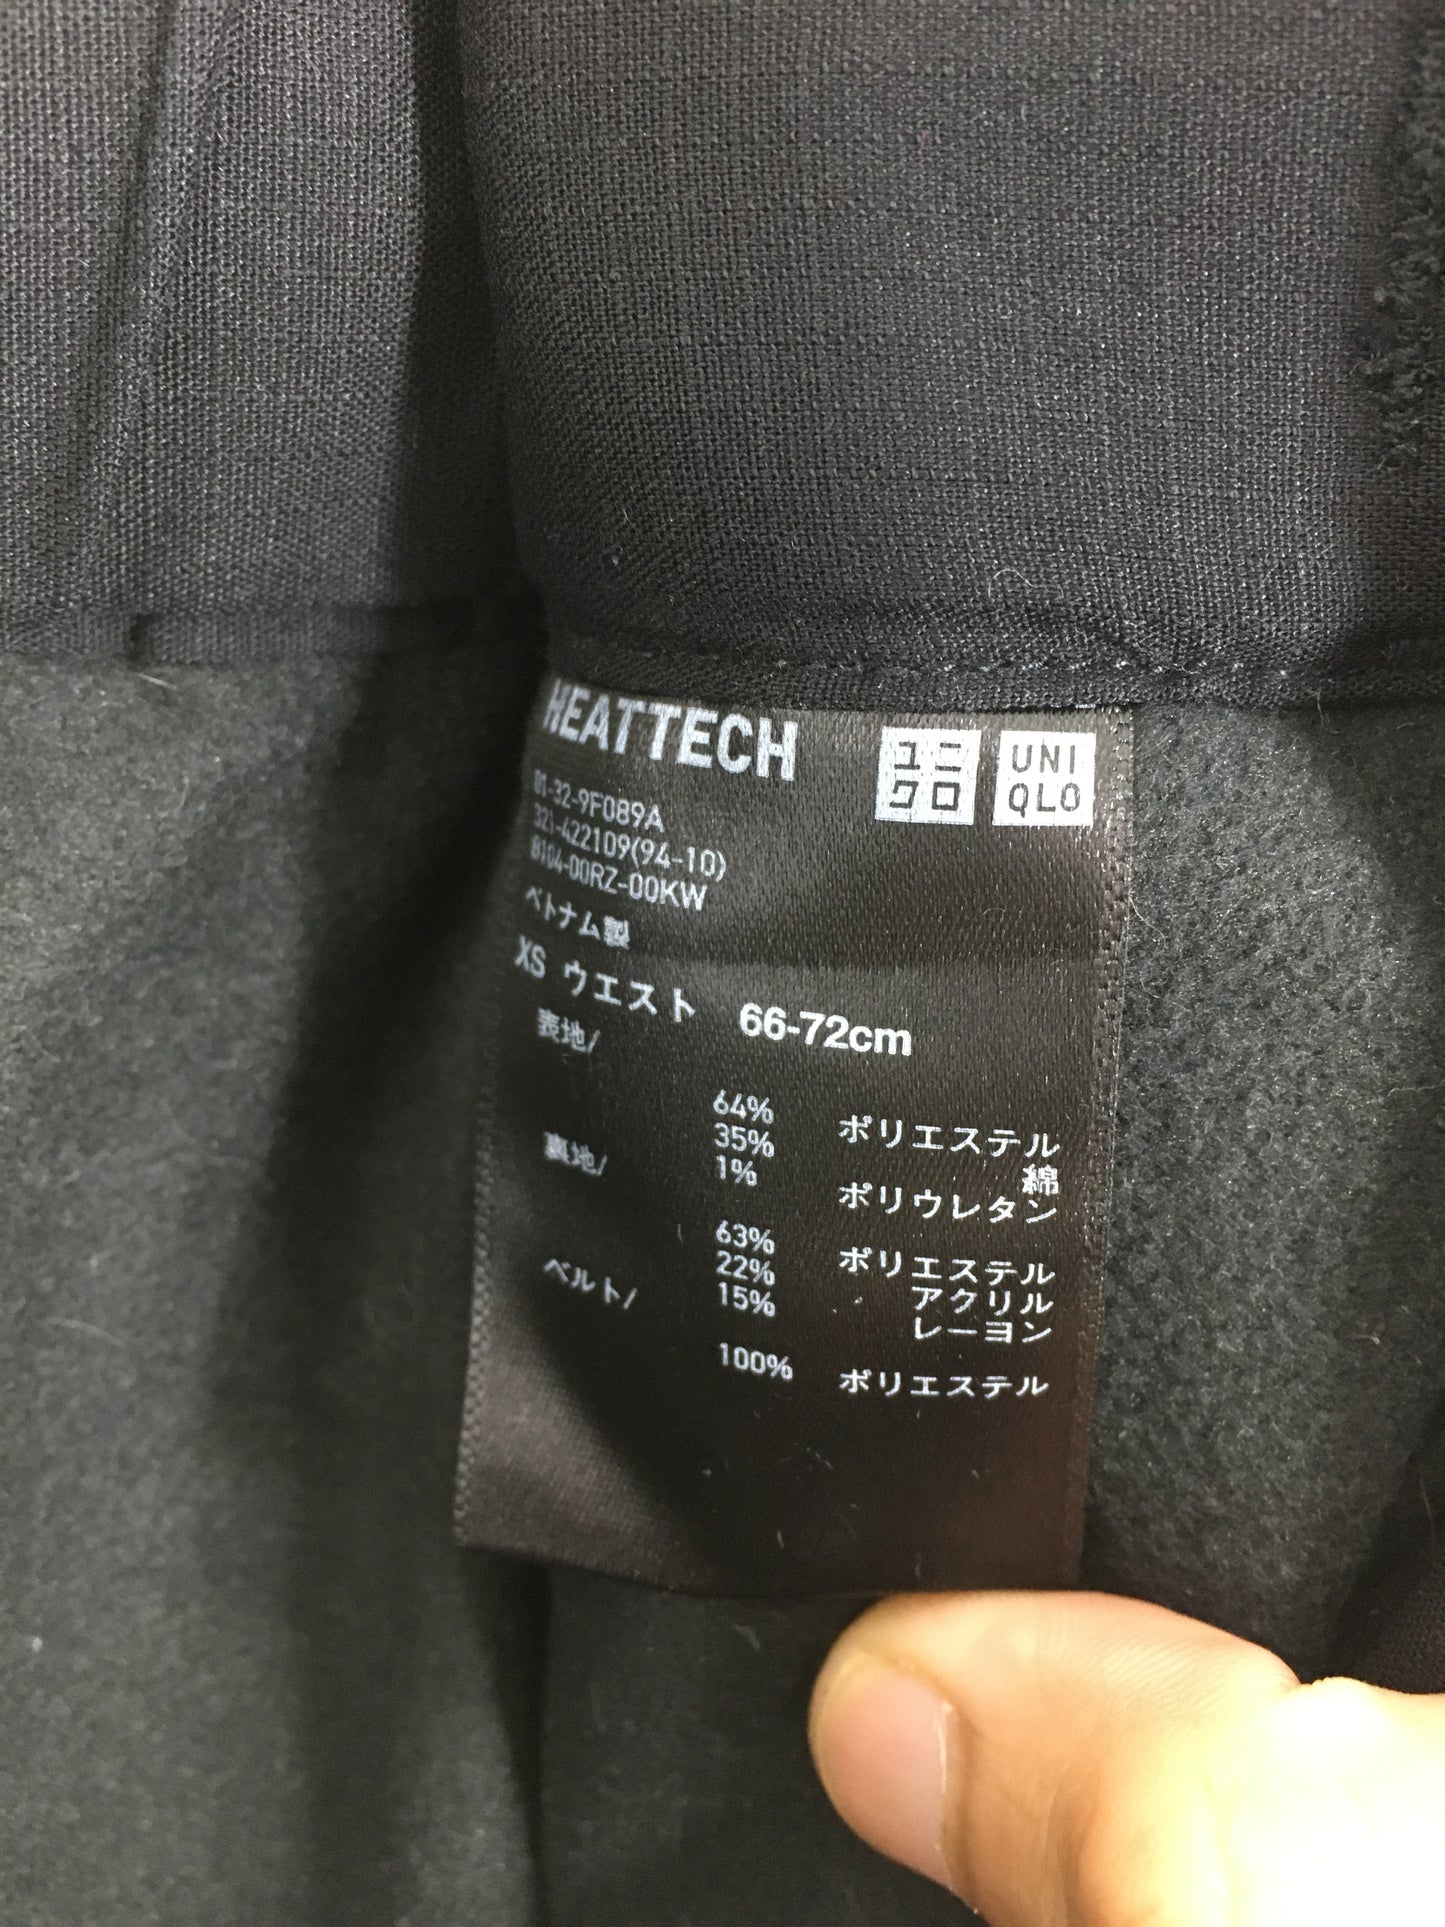 HEATTECH
ユニ
クロ
UNI
QLO
01-32-9F089A
321-422109(94-10)
8104-00RZ-00KW
ベトナム製
XS ウエスト 66-72cm
表地/
64% ポリエステル
35% 綿
1% ポリウレタン
裏地/
63% ポリエステル
22% アクリル
15% レーヨン
ベルト/
100% ポリエステル